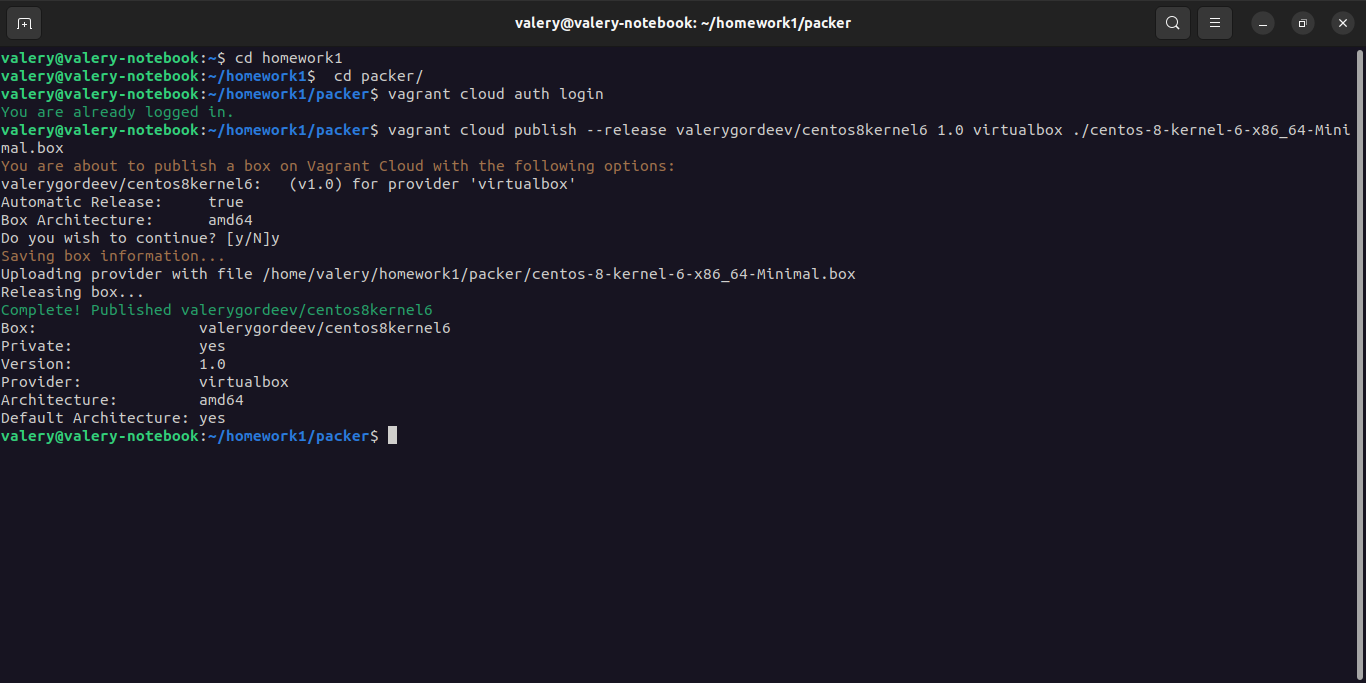 valery@valery-notebook: ~/homework1/packer
valery@valery-notebook:~$ cd homework1
valery@valery-notebook:~/homework1$  cd packer/
valery@valery-notebook:~/homework1/packer$ vagrant cloud auth login
You are already logged in.
valery@valery-notebook:~/homework1/packer$ vagrant cloud publish --release valerygordeev/centos8kernel6 1.0 virtualbox ./centos-8-kernel-6-x86_64-Mini
mal.box
You are about to publish a box on Vagrant Cloud with the following options:
valerygordeev/centos8kernel6:   (v1.0) for provider 'virtualbox'
Automatic Release:     true
Box Architecture:      amd64
Do you wish to continue? [y/N]y
Saving box information...
Uploading provider with file /home/valery/homework1/packer/centos-8-kernel-6-x86_64-Minimal.box
Releasing box...
Complete! Published valerygordeev/centos8kernel6
Box:                  valerygordeev/centos8kernel6
Private:              yes
Version:              1.0
Provider:             virtualbox
Architecture:         amd64
Default Architecture: yes
valery@valery-notebook:~/homework1/packer$